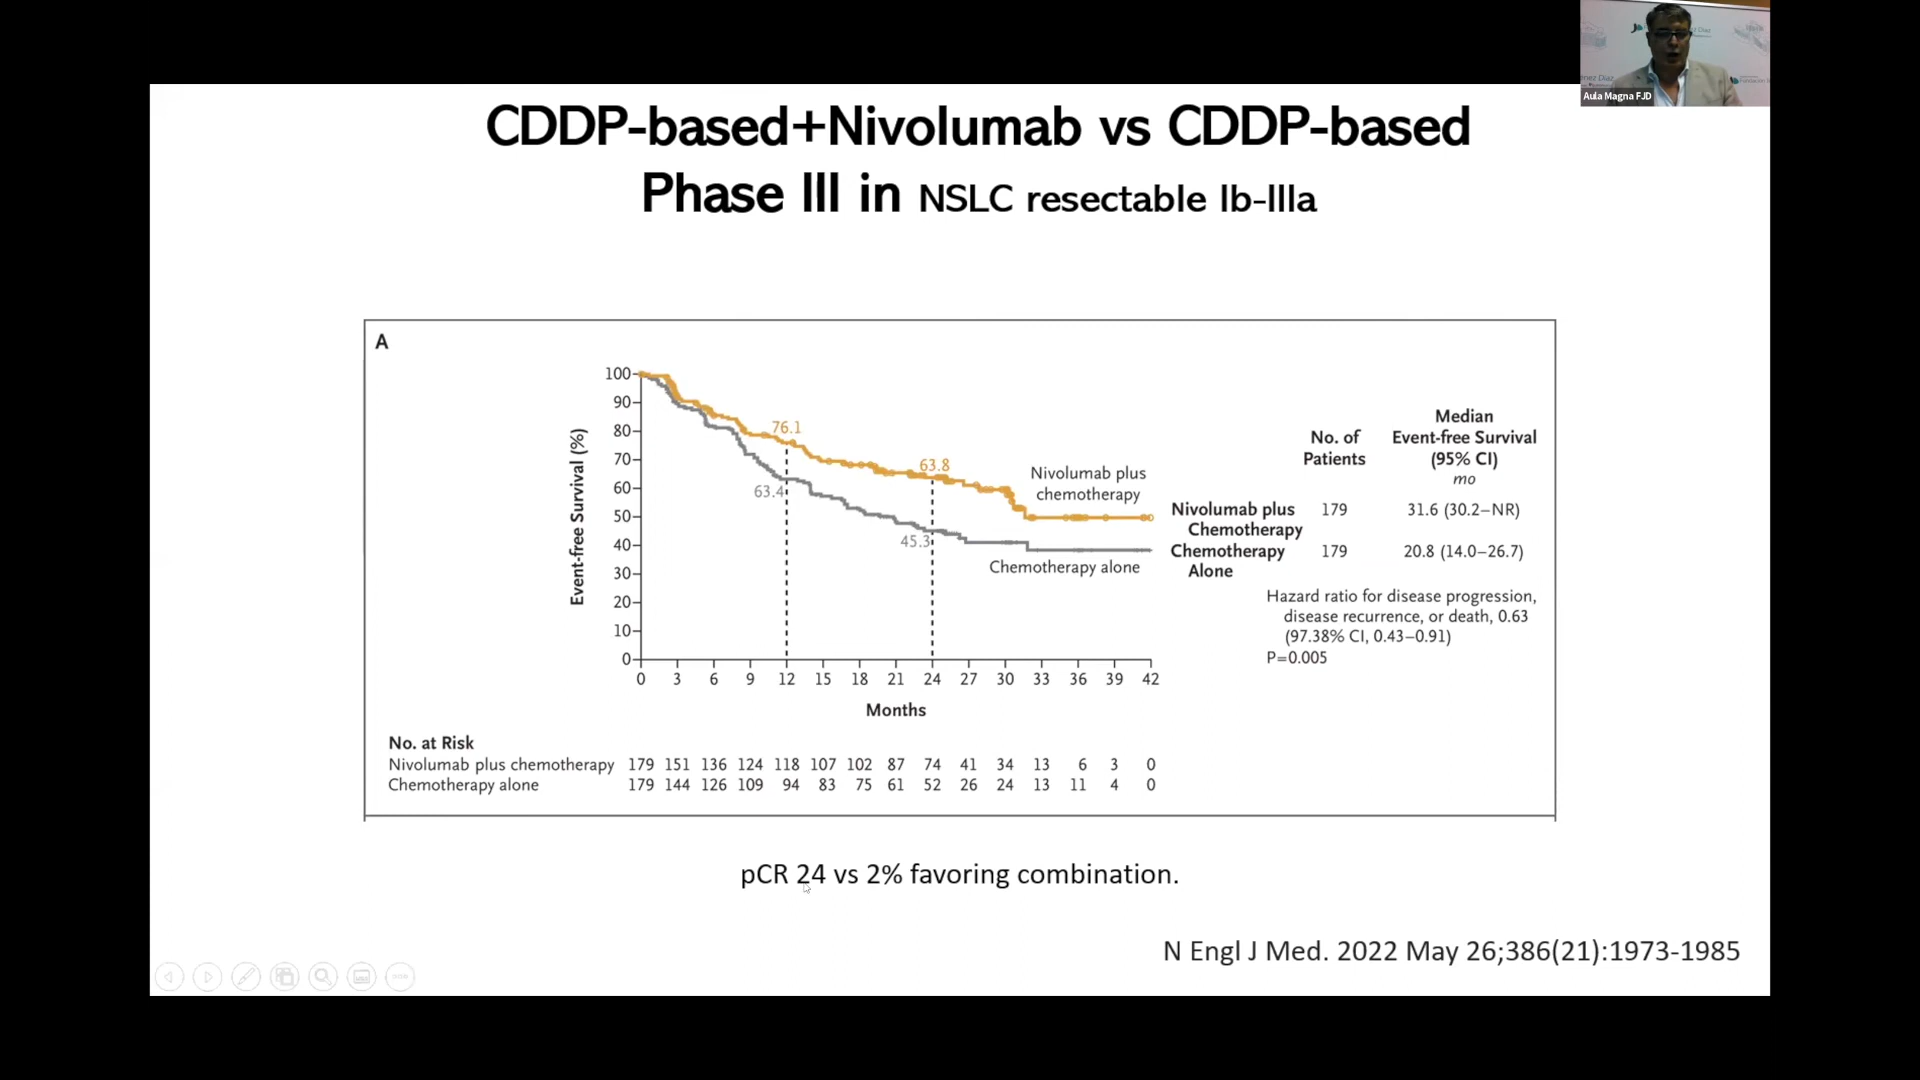 CDDP-based+Nivolumab vs CDDP-based
Phase III in NSLC resectable Ib-IIIa
Aula Magna FJD
A
100
90
80
70
60
50
40
30
20
10
0
Event-free Survival (%)
76.1
63.4
63.8
45.3
Nivolumab plus
chemotherapy
Chemotherapy alone
0 3 6 9 12 15 18 21 24 27 30 33 36 39 42
Months
No. of
Patients
Median
Event-free Survival
(95% CI)
mo
Nivolumab plus
Chemotherapy
179 31.6 (30.2–NR)
Chemotherapy
Alone
179 20.8 (14.0–26.7)
Hazard ratio for disease progression,
disease recurrence, or death, 0.63
(97.38% CI, 0.43–0.91)
P=0.005
No. at Risk
Nivolumab plus chemotherapy 179 151 136 124 118 107 102 87 74 41 34 13 6 3 0
Chemotherapy alone 179 144 126 109 94 83 75 61 52 26 24 13 11 4 0
pCR 24 vs 2% favoring combination.
N Engl J Med. 2022 May 26;386(21):1973-1985